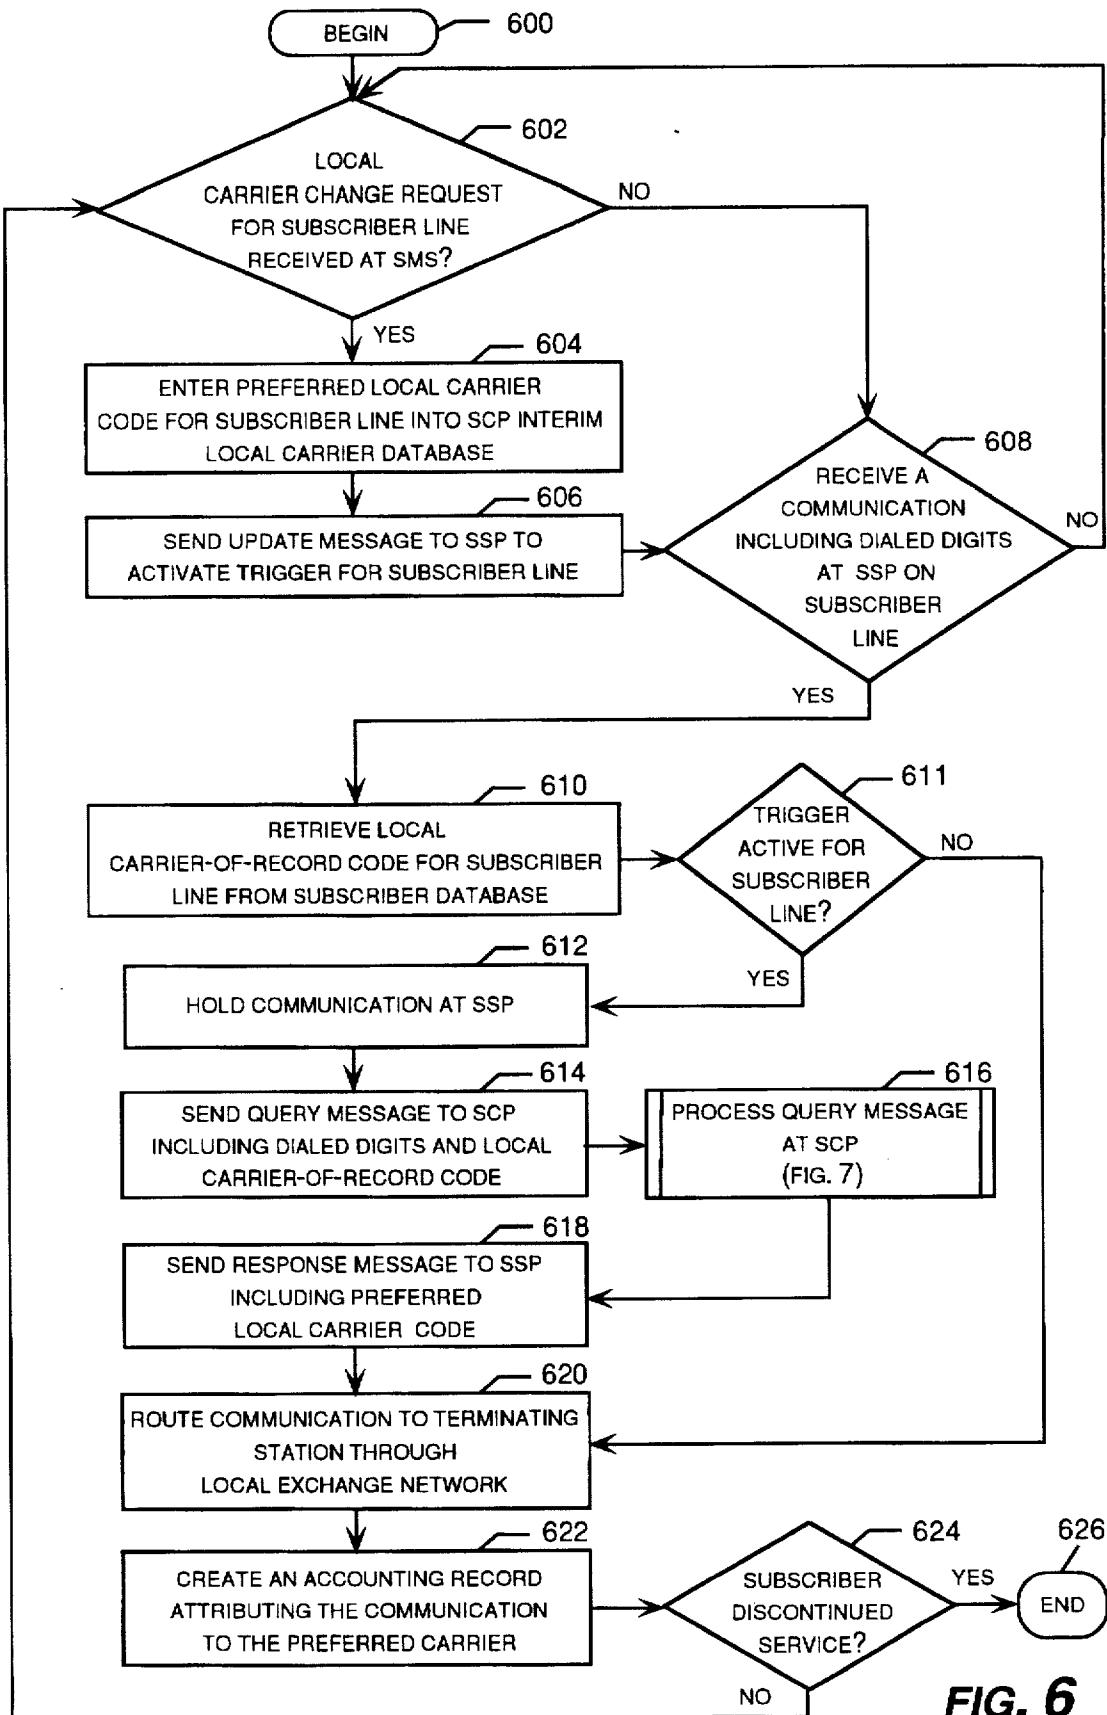 BEGIN
600
602
LOCAL
CARRIER CHANGE REQUEST
FOR SUBSCRIBER LINE
RECEIVED AT SMS?
NO
YES
604
ENTER PREFERRED LOCAL CARRIER
CODE FOR SUBSCRIBER LINE INTO SCP INTERIM
LOCAL CARRIER DATABASE
606
SEND UPDATE MESSAGE TO SSP TO
ACTIVATE TRIGGER FOR SUBSCRIBER LINE
608
RECEIVE A
COMMUNICATION
INCLUDING DIALED DIGITS
AT SSP ON
SUBSCRIBER
LINE
NO
YES
610
RETRIEVE LOCAL
CARRIER-OF-RECORD CODE FOR SUBSCRIBER
LINE FROM SUBSCRIBER DATABASE
611
TRIGGER
ACTIVE FOR
SUBSCRIBER
LINE?
NO
YES
612
HOLD COMMUNICATION AT SSP
614
SEND QUERY MESSAGE TO SCP
INCLUDING DIALED DIGITS AND LOCAL
CARRIER-OF-RECORD CODE
616
PROCESS QUERY MESSAGE
AT SCP
(FIG. 7)
618
SEND RESPONSE MESSAGE TO SSP
INCLUDING PREFERRED
LOCAL CARRIER CODE
620
ROUTE COMMUNICATION TO TERMINATING
STATION THROUGH
LOCAL EXCHANGE NETWORK
622
CREATE AN ACCOUNTING RECORD
ATTRIBUTING THE COMMUNICATION
TO THE PREFERRED CARRIER
624
SUBSCRIBER
DISCONTINUED
SERVICE?
YES
626
END
NO
FIG. 6